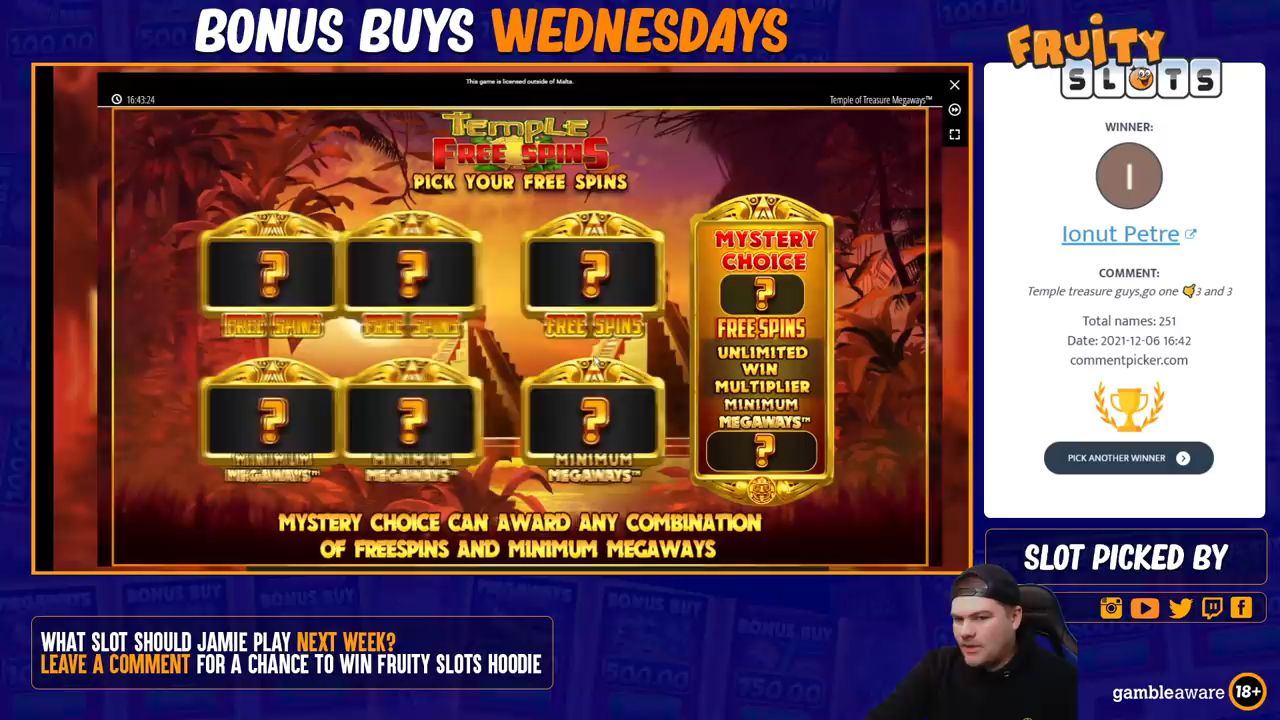 BONUS BUYS WEDNESDAYS
This game is licensed outside of Malta.
16:43:24
Temple of Treasure Megaways™
TEMPLE
FREE SPINS
PICK YOUR FREE SPINS
? ? ?
FREE SPINS FREE SPINS FREE SPINS
? ? ?
MINIMUM MINIMUM MINIMUM
MEGAWAYS™ MEGAWAYS™ MEGAWAYS™
MYSTERY
CHOICE
?
FREE SPINS
UNLIMITED
WIN
MULTIPLIER
MINIMUM
MEGAWAYS™
?
MYSTERY CHOICE CAN AWARD ANY COMBINATION
OF FREESPINS AND MINIMUM MEGAWAYS
FRUITY
SLOTS
WINNER:
I
Ionut Petre
COMMENT:
Temple treasure guys,go one 3 and 3
Total names: 251
Date: 2021-12-06 16:42
commentpicker.com
PICK ANOTHER WINNER
SLOT PICKED BY
WHAT SLOT SHOULD JAMIE PLAY NEXT WEEK?
LEAVE A COMMENT FOR A CHANCE TO WIN FRUITY SLOTS HOODIE
gambleaware 18+